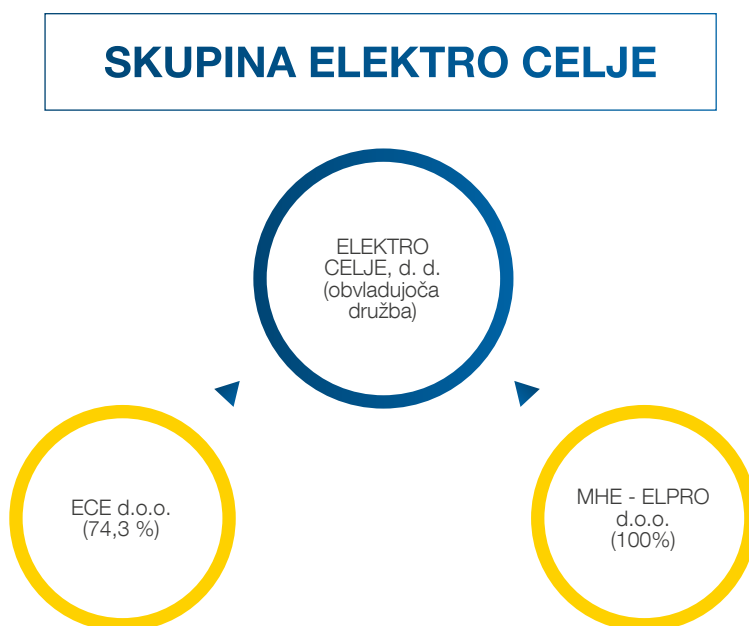 SKUPINA ELEKTRO CELJE
ELEKTRO
CELJE, d. d.
(obvladujoča
družba)
ECE d.o.o.
(74,3 %)
MHE - ELPRO
d.o.o.
(100%)